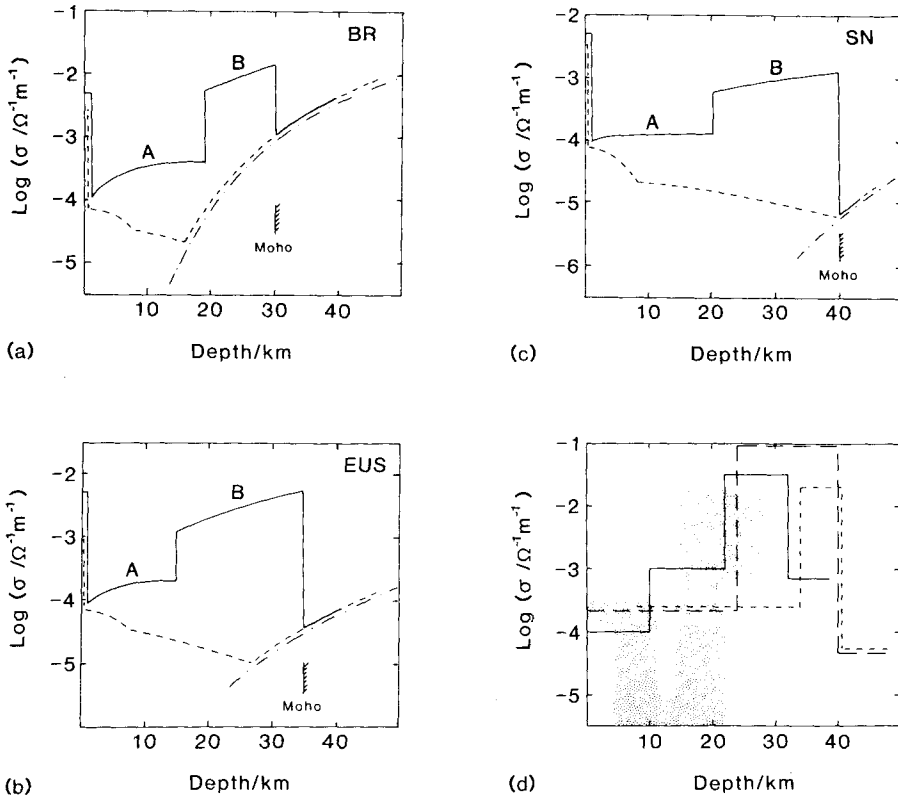 BR
−1
−2
−3
−4
−5
Log (σ /Ω⁻¹m⁻¹)
A
B
Moho
10 20 30 40
Depth/km
(a)
SN
−2
−3
−4
−5
−6
Log (σ /Ω⁻¹m⁻¹)
A
B
Moho
10 20 30 40
Depth/km
(c)
EUS
−2
−3
−4
−5
Log (σ /Ω⁻¹m⁻¹)
A
B
Moho
10 20 30 40
Depth/km
(b)
−1
−2
−3
−4
−5
Log (σ /Ω⁻¹m⁻¹)
10 20 30 40
Depth/km
(d)